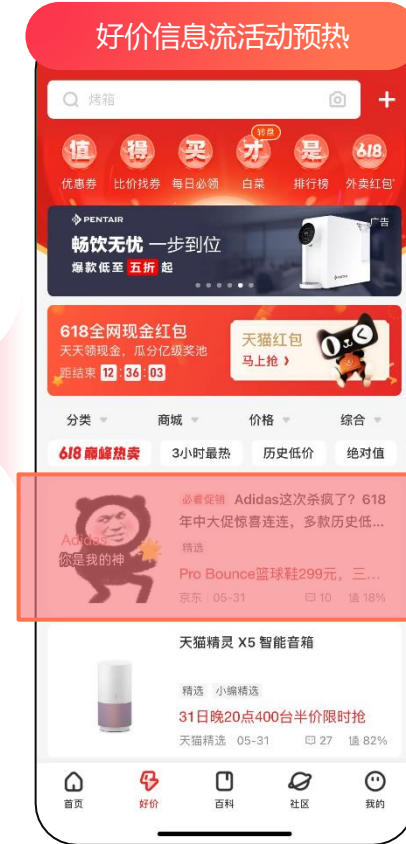 好价信息流活动预热
烤箱
值 得 买 才 是 618
转盘
优惠券 比价找券 每日必领 白菜 排行榜 外卖红包
PENTAIR
广告
畅饮无忧 一步到位
爆款低至 五折 起
618全网现金红包
天天领现金，瓜分亿级奖池
距结束 12:36:03
天猫红包
马上抢
分类 商城 价格 综合
618 巅峰热卖 3小时最热 历史低价 绝对值
必看促销 Adidas这次杀疯了？618
年中大促惊喜连连，多款历史低...
精选
Adidas
你是我的神
Pro Bounce篮球鞋299元，三...
京东 05-31 10 值 18%
天猫精灵 X5 智能音箱
精选 小编精选
31日晚20点400台半价限时抢
天猫精选 05-31 27 值 82%
首页 好价 百科 社区 我的